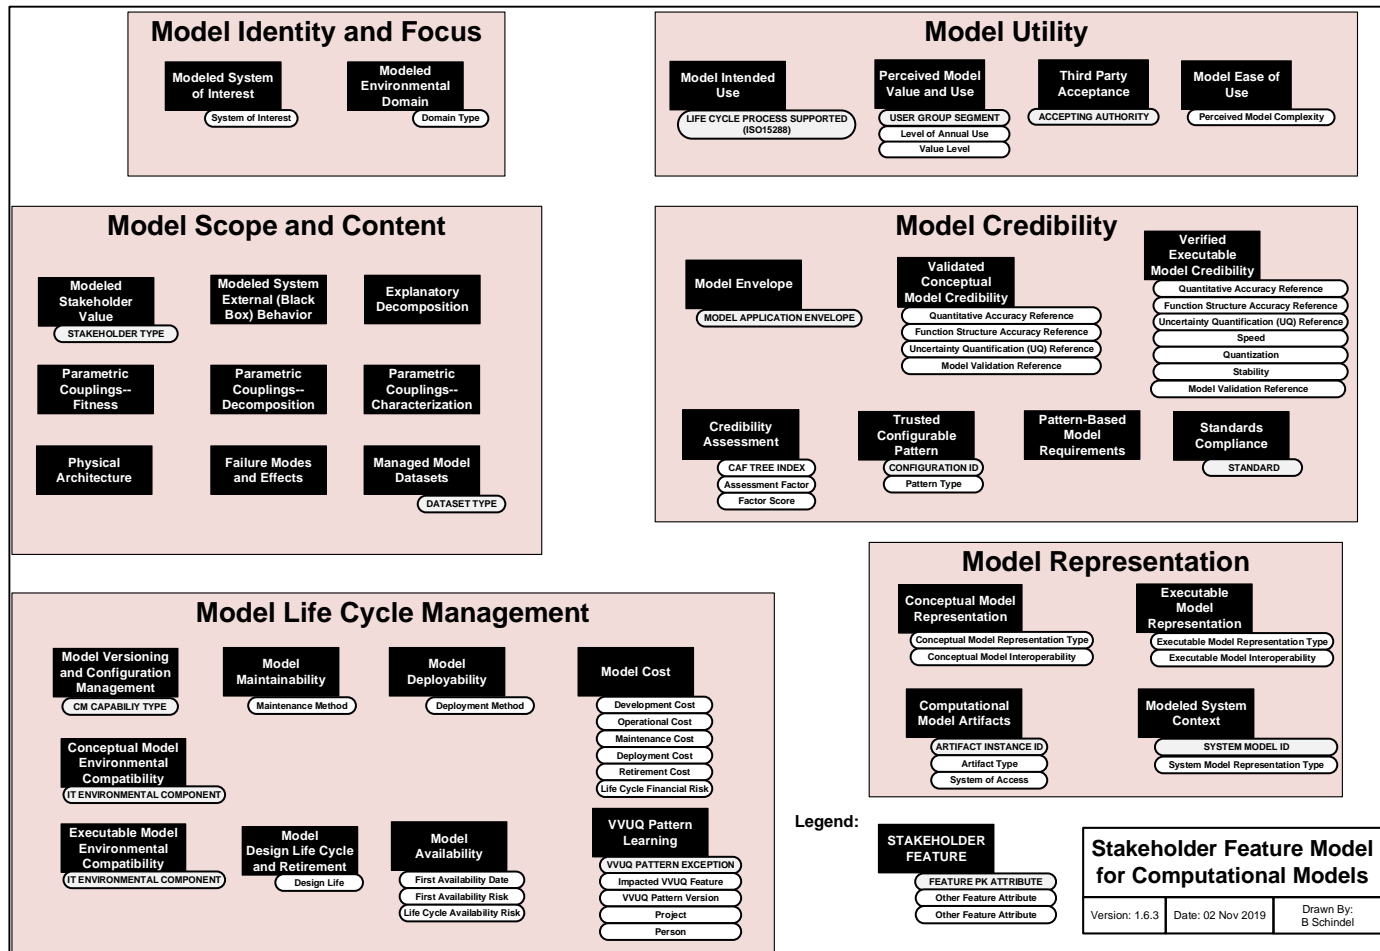 Model Identity and Focus
Modeled System
of Interest
System of Interest
Modeled
Environmental
Domain
Domain Type
Model Utility
Model Intended
Use
LIFE CYCLE PROCESS SUPPORTED
(ISO15288)
Perceived Model
Value and Use
USER GROUP SEGMENT
Level of Annual Use
Value Level
Third Party
Acceptance
ACCEPTING AUTHORITY
Model Ease of
Use
Perceived Model Complexity
Model Scope and Content
Modeled
Stakeholder
Value
STAKEHOLDER TYPE
Modeled System
External (Black
Box) Behavior
Explanatory
Decomposition
Parametric
Couplings--
Fitness
Parametric
Couplings--
Decomposition
Parametric
Couplings--
Characterization
Physical
Architecture
Failure Modes
and Effects
Managed Model
Datasets
DATASET TYPE
Model Credibility
Model Envelope
MODEL APPLICATION ENVELOPE
Validated
Conceptual
Model Credibility
Quantitative Accuracy Reference
Function Structure Accuracy Reference
Uncertainty Quantification (UQ) Reference
Model Validation Reference
Verified
Executable
Model Credibility
Quantitative Accuracy Reference
Function Structure Accuracy Reference
Uncertainty Quantification (UQ) Reference
Speed
Quantization
Stability
Model Validation Reference
Credibility
Assessment
CAF TREE INDEX
Assessment Factor
Factor Score
Trusted
Configurable
Pattern
CONFIGURATION ID
Pattern Type
Pattern-Based
Model
Requirements
Standards
Compliance
STANDARD
Model Life Cycle Management
Model Versioning
and Configuration
Management
CM CAPABILIY TYPE
Model
Maintainability
Maintenance Method
Model
Deployability
Deployment Method
Model Cost
Development Cost
Operational Cost
Maintenance Cost
Deployment Cost
Retirement Cost
Life Cycle Financial Risk
Conceptual Model
Environmental
Compatibility
IT ENVIRONMENTAL COMPONENT
Executable Model
Environmental
Compatibility
IT ENVIRONMENTAL COMPONENT
Model
Design Life Cycle
and Retirement
Design Life
Model
Availability
First Availability Date
First Availability Risk
Life Cycle Availability Risk
VVUQ Pattern
Learning
VVUQ PATTERN EXCEPTION
Impacted VVUQ Feature
VVUQ Pattern Version
Project
Person
Model Representation
Conceptual Model
Representation
Conceptual Model Representation Type
Conceptual Model Interoperability
Executable
Model
Representation
Executable Model Representation Type
Executable Model Interoperability
Computational
Model Artifacts
ARTIFACT INSTANCE ID
Artifact Type
System of Access
Modeled System
Context
SYSTEM MODEL ID
System Model Representation Type
Legend:
STAKEHOLDER
FEATURE
FEATURE PK ATTRIBUTE
Other Feature Attribute
Other Feature Attribute
Stakeholder Feature Model
for Computational Models
Version: 1.6.3
Date: 02 Nov 2019
Drawn By:
B Schindel